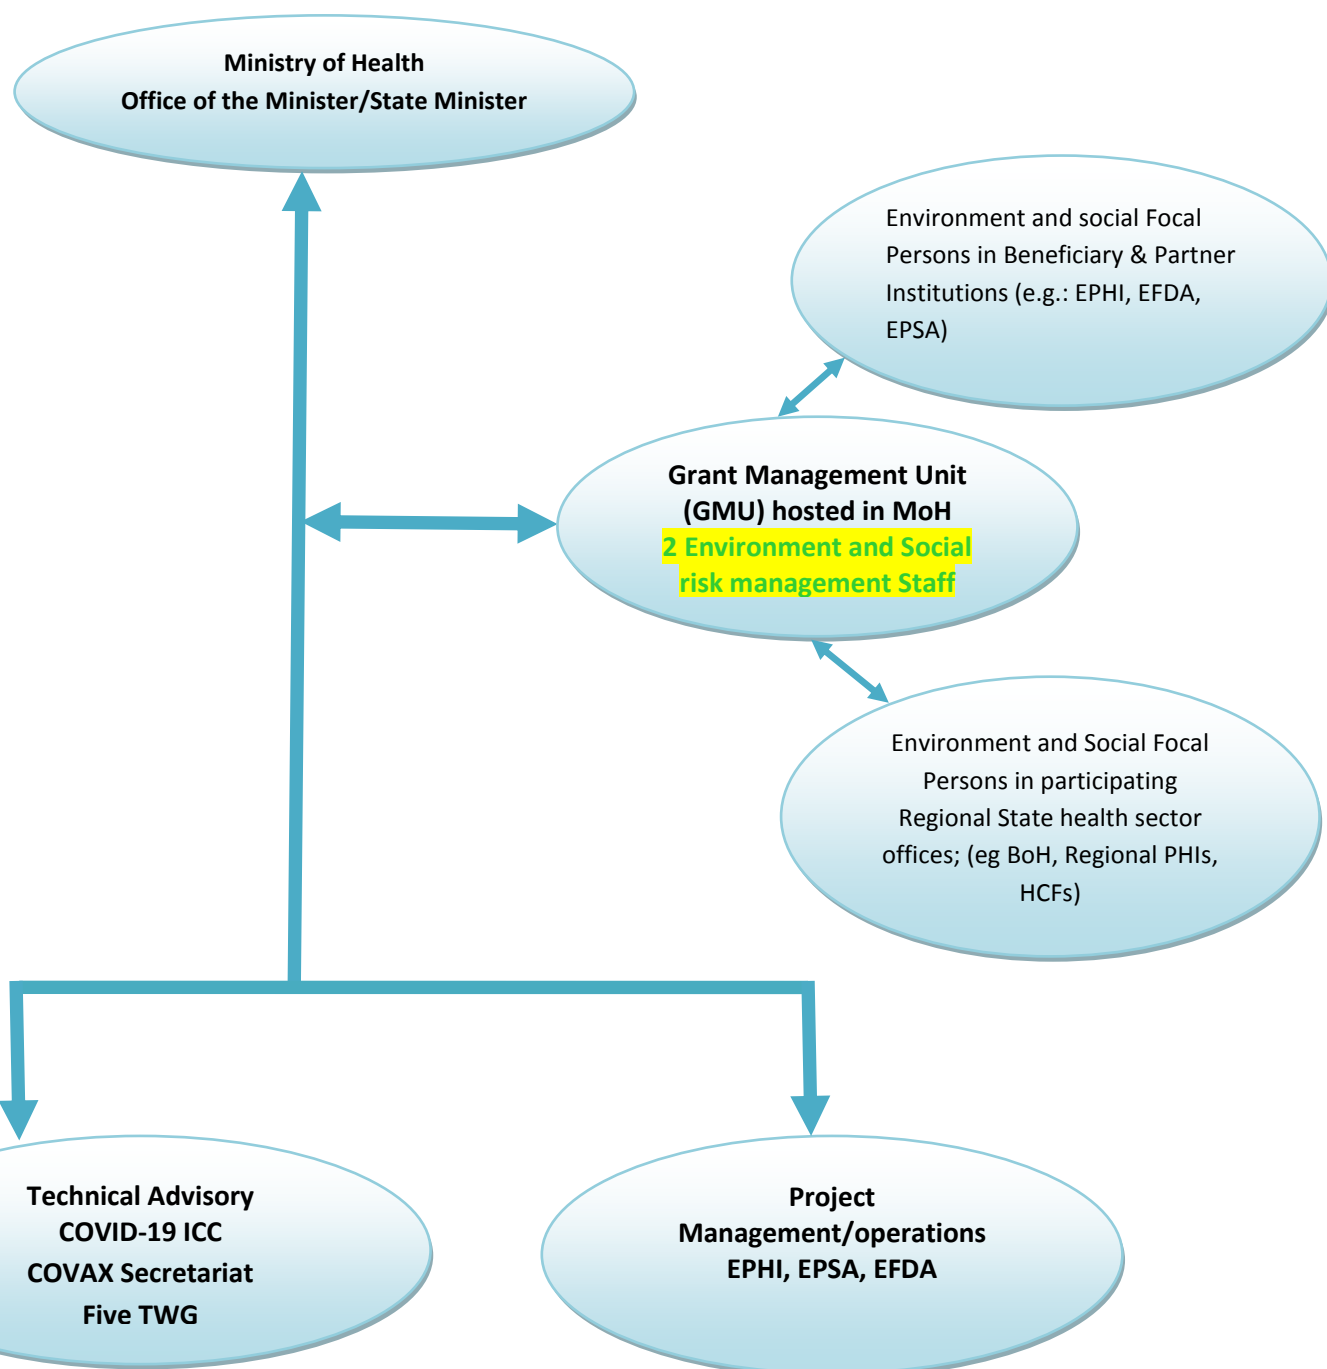 Ministry of Health
Office of the Minister/State Minister
Environment and social Focal
Persons in Beneficiary & Partner
Institutions (e.g.: EPHI, EFDA,
EPSA)
Grant Management Unit
(GMU) hosted in MoH
2 Environment and Social
risk management Staff
Environment and Social Focal
Persons in participating
Regional State health sector
offices; (eg BoH, Regional PHIs,
HCFs)
Technical Advisory
COVID-19 ICC
COVAX Secretariat
Five TWG
Project
Management/operations
EPHI, EPSA, EFDA